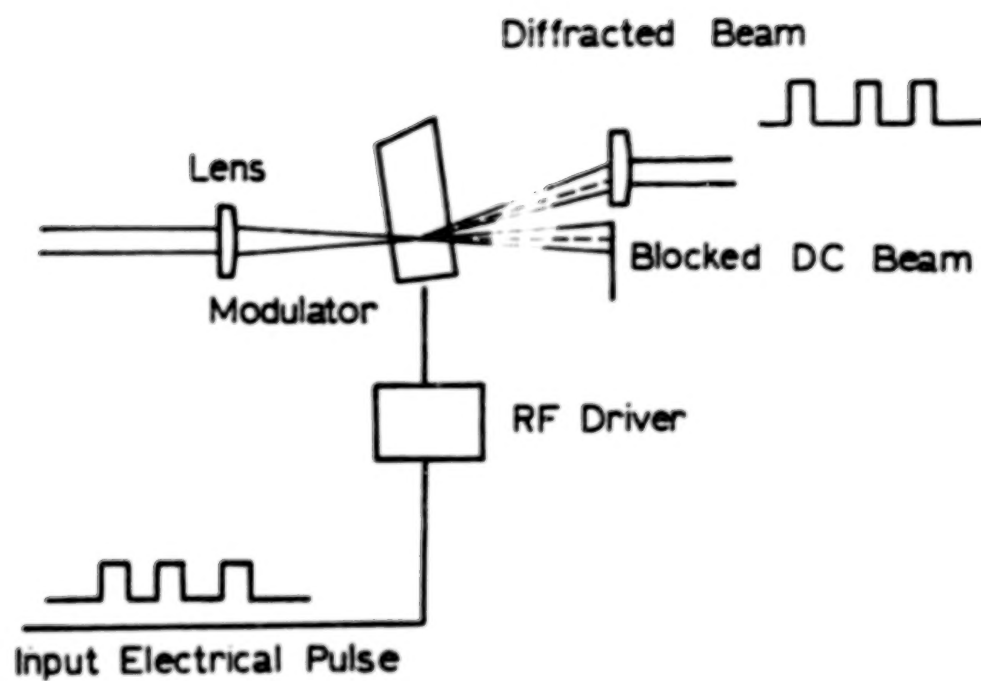 Diffracted Beam
Lens
Blocked DC Beam
Modulator
RF Driver
Input Electrical Pulse